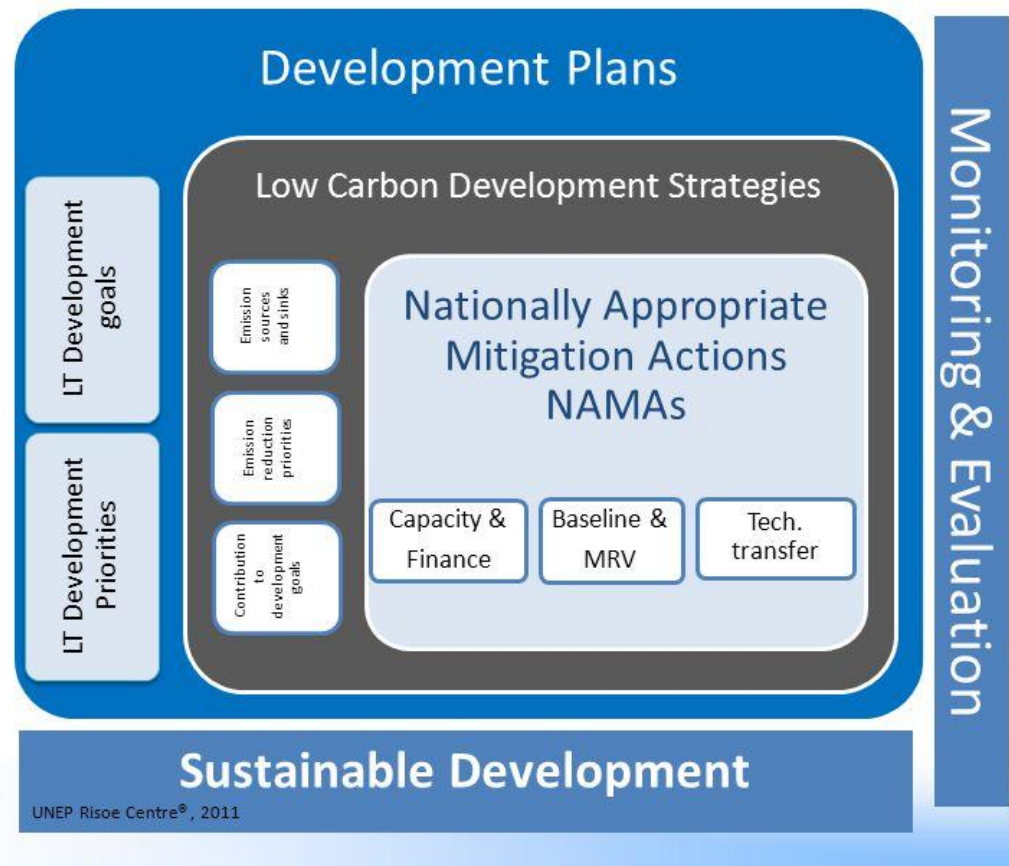 Development Plans
LT Development
goals
LT Development
Priorities
Low Carbon Development Strategies
Emission
sources
and sinks
Emission
reduction
priorities
Contribution
to
development
goals
Nationally Appropriate
Mitigation Actions
NAMAs
Capacity &
Finance
Baseline &
MRV
Tech.
transfer
Monitoring & Evaluation
Sustainable Development
UNEP Risoe Centre®, 2011